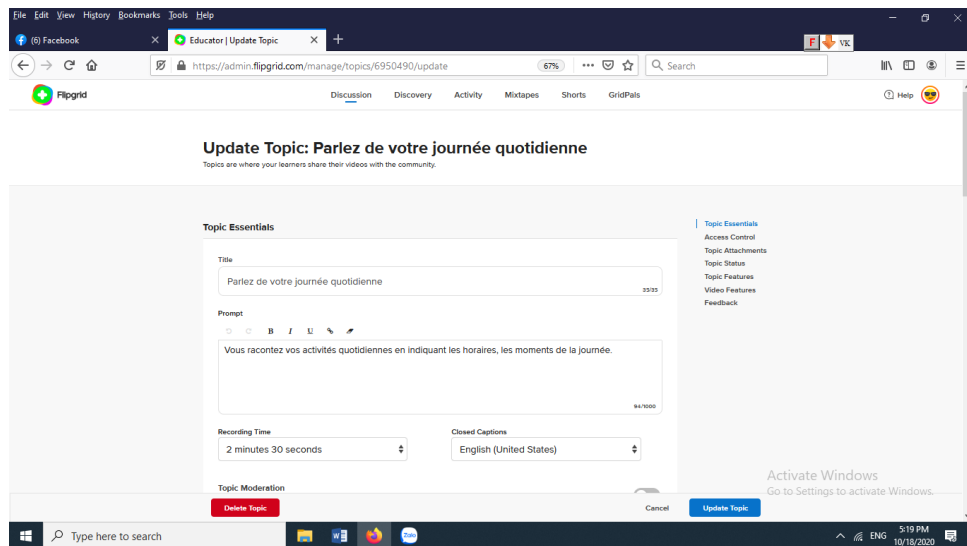 File Edit View History Bookmarks Tools Help
(6) Facebook
Educator | Update Topic
F VK
https://admin.flipgrid.com/manage/topics/6950490/update
67%
Search
Flipgrid
Discussion Discovery Activity Mixtapes Shorts GridPals
Help
Update Topic: Parlez de votre journée quotidienne
Topics are where your learners share their videos with the community.
Topic Essentials
Title
Parlez de votre journée quotidienne
35/35
Prompt
B I U
Vous racontez vos activités quotidiennes en indiquant les horaires, les moments de la journée.
94/1000
Recording Time
2 minutes 30 seconds
Closed Captions
English (United States)
Topic Moderation
Topic Essentials
Access Control
Topic Attachments
Topic Status
Topic Features
Video Features
Feedback
Activate Windows
Go to Settings to activate Windows.
Delete Topic
Cancel
Update Topic
Type here to search
Zalo
ENG
5:19 PM
10/18/2020